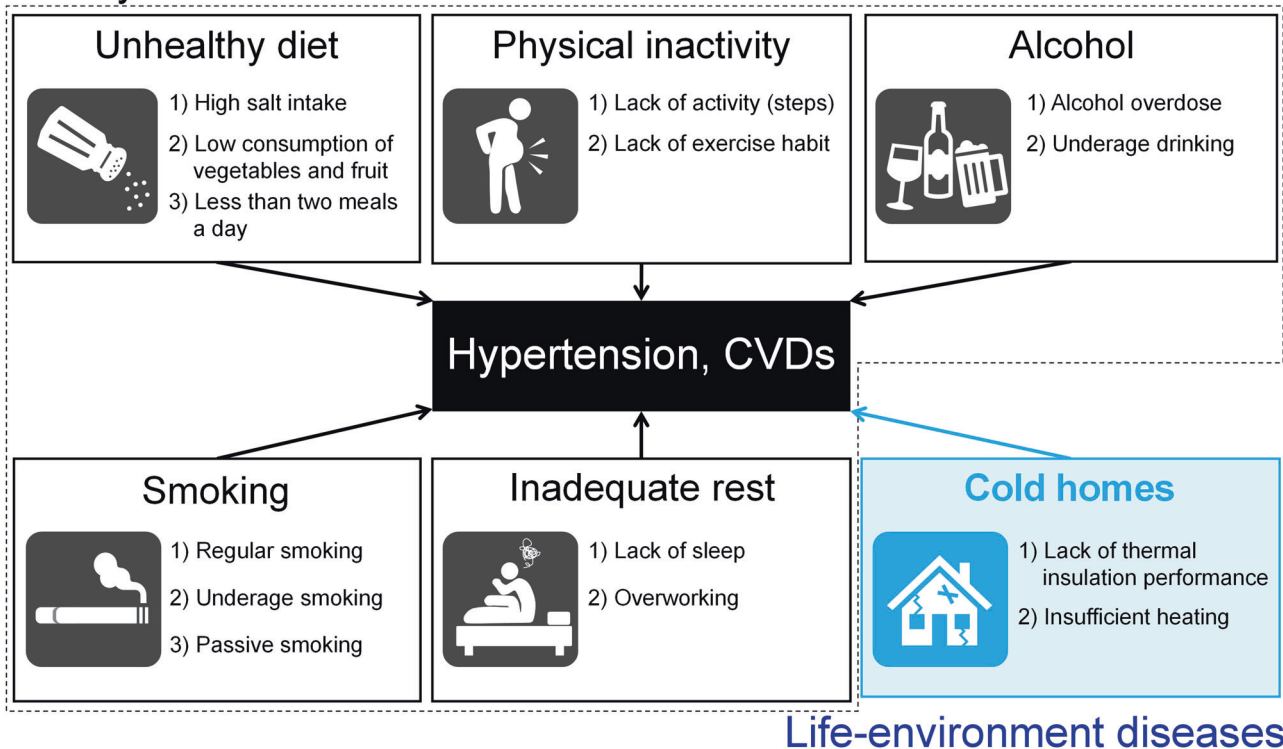 Unhealthy diet
1) High salt intake
2) Low consumption of
vegetables and fruit
3) Less than two meals
a day
Physical inactivity
1) Lack of activity (steps)
2) Lack of exercise habit
Alcohol
1) Alcohol overdose
2) Underage drinking
Hypertension, CVDs
Smoking
1) Regular smoking
2) Underage smoking
3) Passive smoking
Inadequate rest
1) Lack of sleep
2) Overworking
Cold homes
1) Lack of thermal
insulation performance
2) Insufficient heating
Life-environment diseases